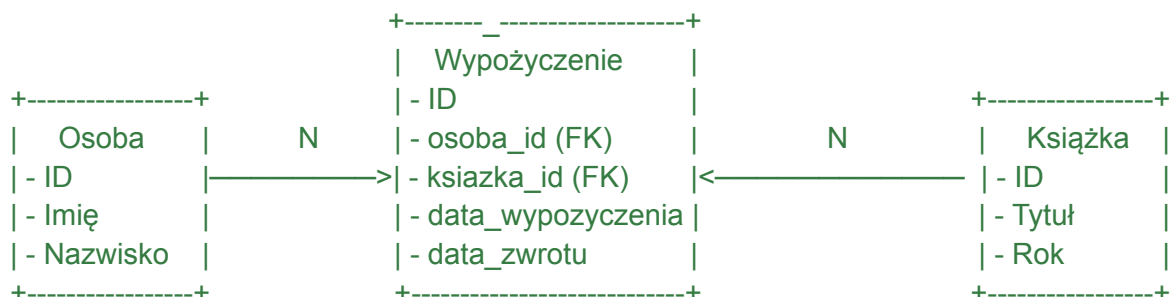 +--------_-------------------+
| Wypożyczenie |
+-----------------+ | - ID | +-----------------+
| Osoba | N | - osoba_id (FK) | N | Książka |
| - ID |————————>| - ksiazka_id (FK) |<———————————— | - ID |
| - Imię | | - data_wypozyczenia | | - Tytuł |
| - Nazwisko | | - data_zwrotu | | - Rok |
+-----------------+ +----------------------------+ +-----------------+